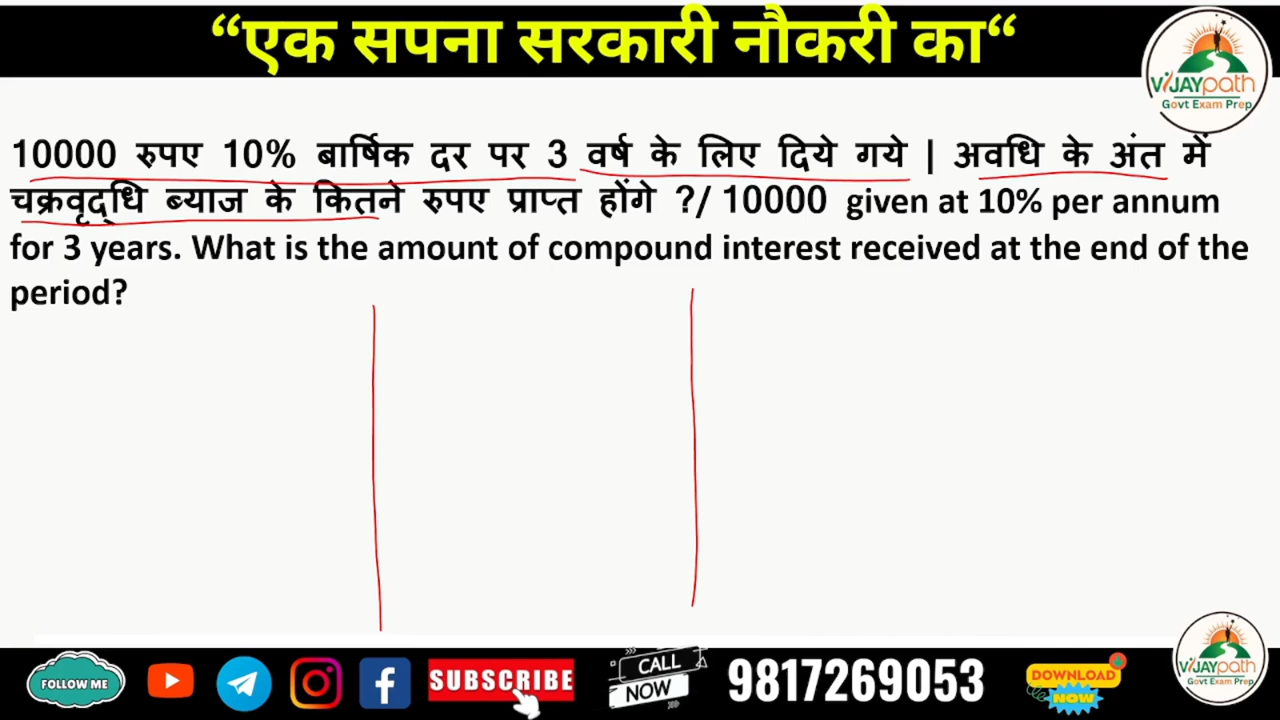 “एक सपना सरकारी नौकरी का“
ViJAYpath
Govt Exam Prep
10000 रुपए 10% बार्षिक दर पर 3 वर्ष के लिए दिये गये | अवधि के अंत में
चक्रवृद्धि ब्याज के कितने रुपए प्राप्त होंगे ?/ 10000 given at 10% per annum
for 3 years. What is the amount of compound interest received at the end of the
period?
FOLLOW ME
SUBSCRIBE
CALL
NOW
9817269053
DOWNLOAD
NOW
ViJAYpath
Govt Exam Prep